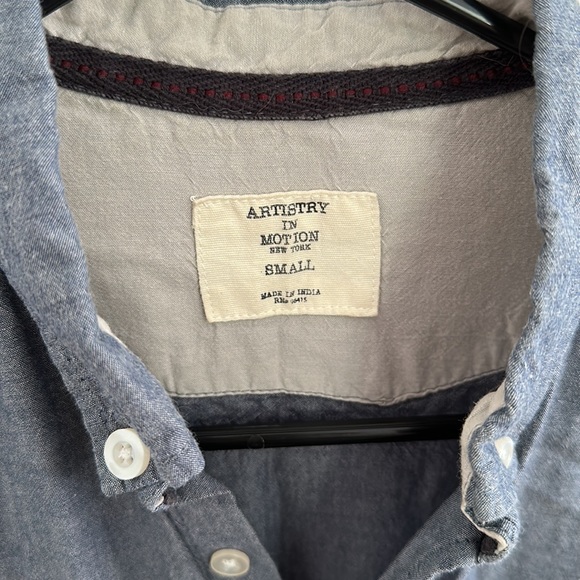 ARTISTRY
IN
MOTION
NEW YORK
SMALL
MADE IN INDIA